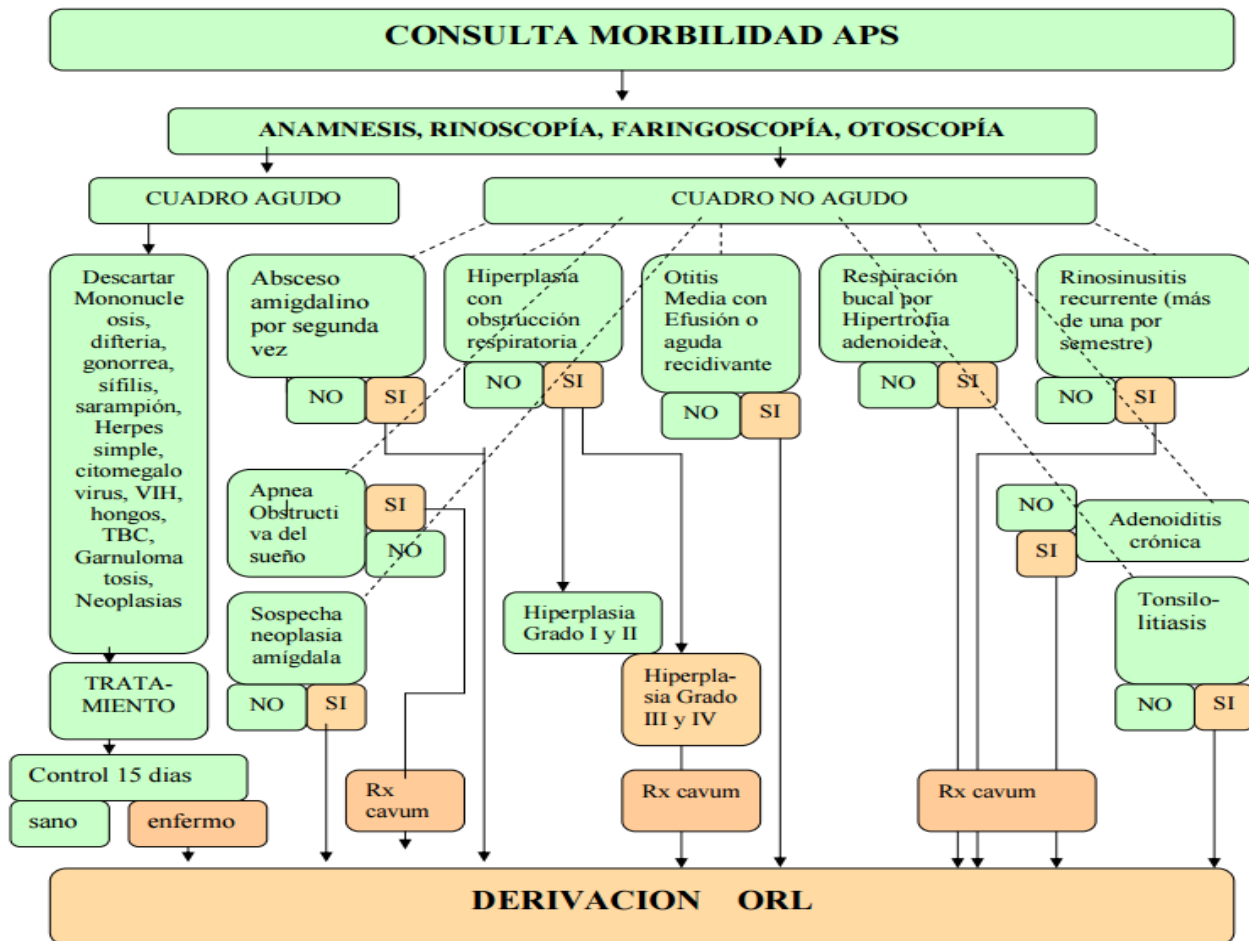 CONSULTA MORBILIDAD APS
ANAMNESIS, RINOSCOPÍA, FARINGOSCOPÍA, OTOSCOPÍA
CUADRO AGUDO
CUADRO NO AGUDO
Descartar
Mononucle
osis,
difteria,
gonorrea,
sífilis,
sarampión,
Herpes
simple,
citomegalo
virus, VIH,
hongos,
TBC,
Garnuloma
tosis,
Neoplasias
TRATA-
MIENTO
Control 15 dias
sano
enfermo
Absceso
amigdalino
por segunda
vez
NO
SI
Hiperplasia
con
obstrucción
respiratoria
NO
SI
Otitis
Media con
Efusión o
aguda
recidivante
NO
SI
Respiración
bucal por
Hipertrofia
adenoidea
NO
SI
Rinosinusitis
recurrente (más
de una por
semestre)
NO
SI
Apnea
Obstructi
va del
sueño
SI
NO
Sospecha
neoplasia
amígdala
NO
SI
Hiperplasia
Grado I y II
Hiperpla-
sia Grado
III y IV
NO
SI
Adenoiditis
crónica
Tonsilo-
litiasis
NO
SI
Rx
cavum
Rx cavum
Rx cavum
DERIVACION ORL